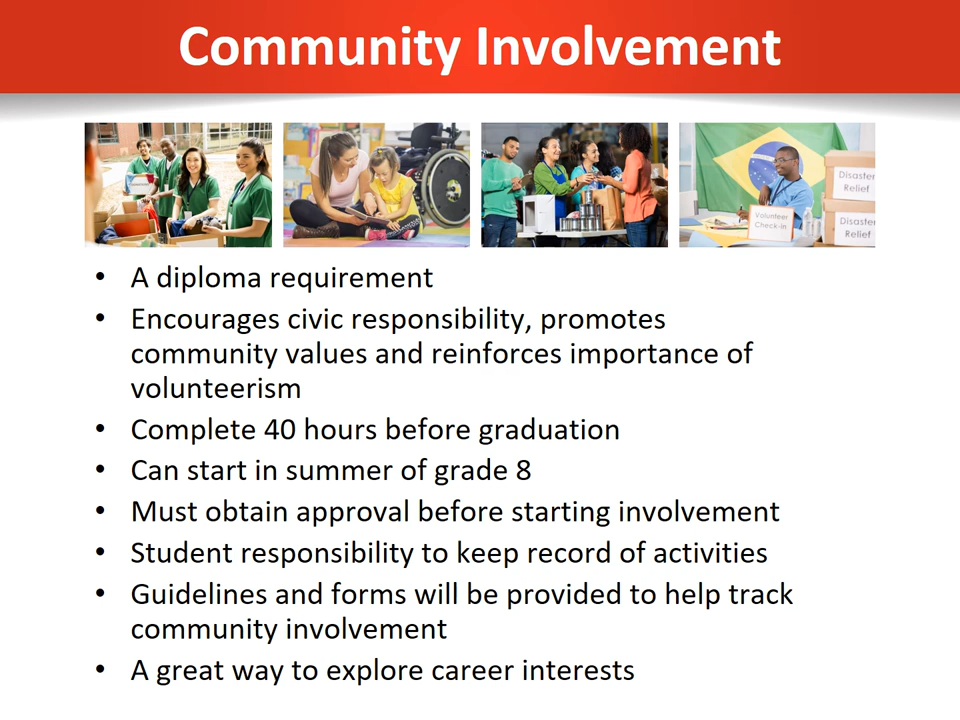 Community Involvement
Disaster
Relief
Volunteer
Check-in
Disaster
Relief
• A diploma requirement
• Encourages civic responsibility, promotes
community values and reinforces importance of
volunteerism
• Complete 40 hours before graduation
• Can start in summer of grade 8
• Must obtain approval before starting involvement
• Student responsibility to keep record of activities
• Guidelines and forms will be provided to help track
community involvement
• A great way to explore career interests